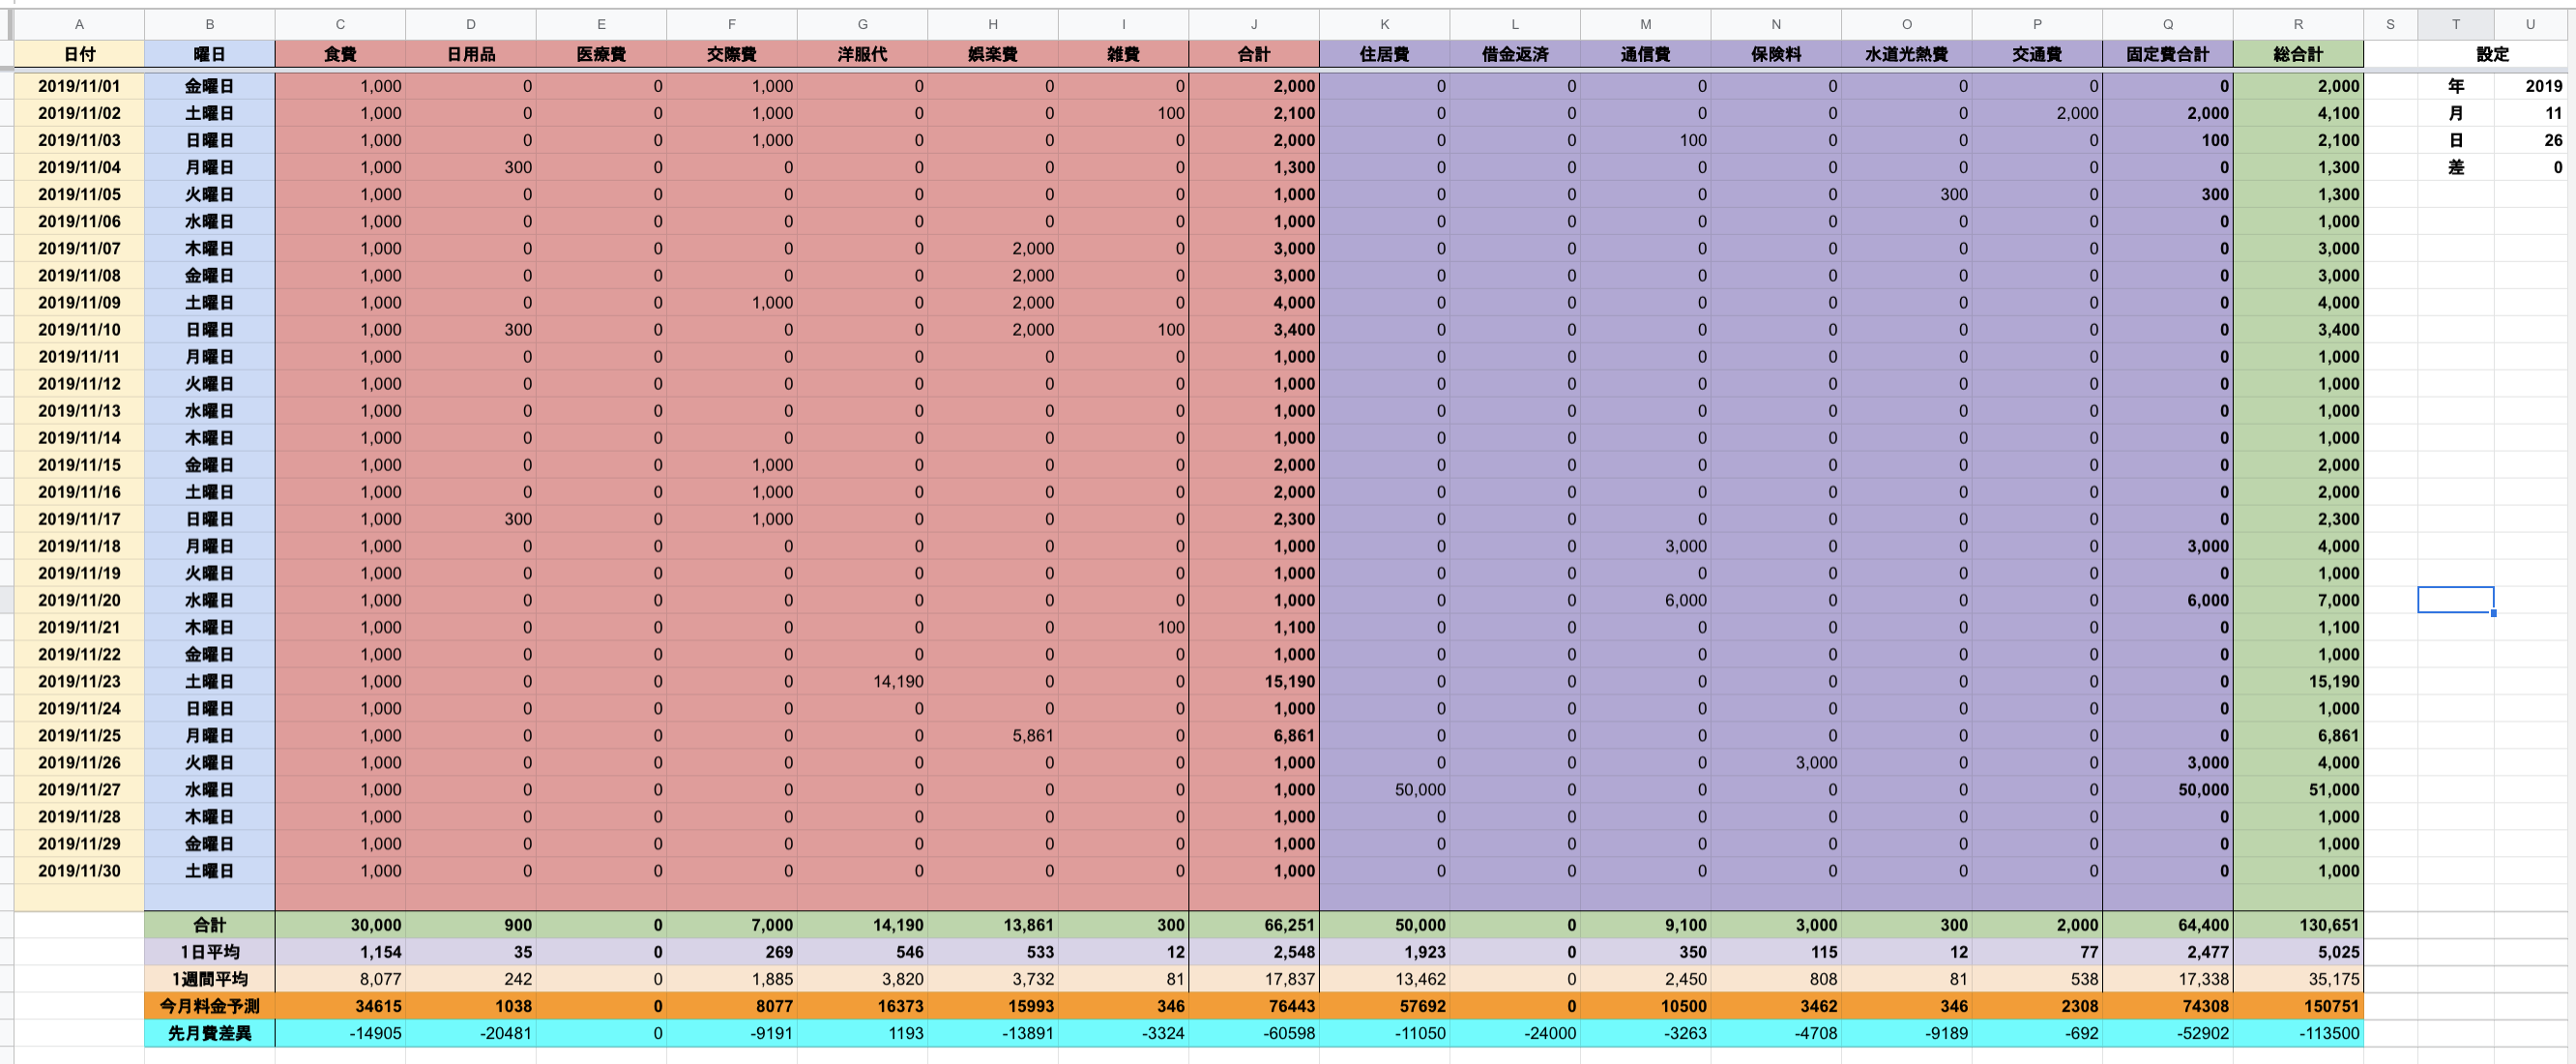 A B C D E F G H I J K L M N O P Q R S T U
日付 曜日 食費 日用品 医療費 交際費 洋服代 娯楽費 雑費 合計 住居費 借金返済 通信費 保険料 水道光熱費 交通費 固定費合計 総合計 設定
2019/11/01 金曜日 1,000 0 0 1,000 0 0 0 2,000 0 0 0 0 0 0 0 2,000 年 2019
2019/11/02 土曜日 1,000 0 0 1,000 0 0 100 2,100 0 0 0 0 0 2,000 2,000 4,100 月 11
2019/11/03 日曜日 1,000 0 0 1,000 0 0 0 2,000 0 0 100 0 0 0 100 2,100 日 26
2019/11/04 月曜日 1,000 300 0 0 0 0 0 1,300 0 0 0 0 0 0 0 1,300 差 0
2019/11/05 火曜日 1,000 0 0 0 0 0 0 1,000 0 0 0 0 300 0 300 1,300
2019/11/06 水曜日 1,000 0 0 0 0 0 0 1,000 0 0 0 0 0 0 0 1,000
2019/11/07 木曜日 1,000 0 0 0 0 2,000 0 3,000 0 0 0 0 0 0 0 3,000
2019/11/08 金曜日 1,000 0 0 0 0 2,000 0 3,000 0 0 0 0 0 0 0 3,000
2019/11/09 土曜日 1,000 0 0 1,000 0 2,000 0 4,000 0 0 0 0 0 0 0 4,000
2019/11/10 日曜日 1,000 300 0 0 0 2,000 100 3,400 0 0 0 0 0 0 0 3,400
2019/11/11 月曜日 1,000 0 0 0 0 0 0 1,000 0 0 0 0 0 0 0 1,000
2019/11/12 火曜日 1,000 0 0 0 0 0 0 1,000 0 0 0 0 0 0 0 1,000
2019/11/13 水曜日 1,000 0 0 0 0 0 0 1,000 0 0 0 0 0 0 0 1,000
2019/11/14 木曜日 1,000 0 0 0 0 0 0 1,000 0 0 0 0 0 0 0 1,000
2019/11/15 金曜日 1,000 0 0 1,000 0 0 0 2,000 0 0 0 0 0 0 0 2,000
2019/11/16 土曜日 1,000 0 0 1,000 0 0 0 2,000 0 0 0 0 0 0 0 2,000
2019/11/17 日曜日 1,000 300 0 1,000 0 0 0 2,300 0 0 0 0 0 0 0 2,300
2019/11/18 月曜日 1,000 0 0 0 0 0 0 1,000 0 0 3,000 0 0 0 3,000 4,000
2019/11/19 火曜日 1,000 0 0 0 0 0 0 1,000 0 0 0 0 0 0 0 1,000
2019/11/20 水曜日 1,000 0 0 0 0 0 0 1,000 0 0 6,000 0 0 0 6,000 7,000
2019/11/21 木曜日 1,000 0 0 0 0 0 100 1,100 0 0 0 0 0 0 0 1,100
2019/11/22 金曜日 1,000 0 0 0 0 0 0 1,000 0 0 0 0 0 0 0 1,000
2019/11/23 土曜日 1,000 0 0 0 14,190 0 0 15,190 0 0 0 0 0 0 0 15,190
2019/11/24 日曜日 1,000 0 0 0 0 0 0 1,000 0 0 0 0 0 0 0 1,000
2019/11/25 月曜日 1,000 0 0 0 0 5,861 0 6,861 0 0 0 0 0 0 0 6,861
2019/11/26 火曜日 1,000 0 0 0 0 0 0 1,000 0 0 0 3,000 0 0 3,000 4,000
2019/11/27 水曜日 1,000 0 0 0 0 0 0 1,000 50,000 0 0 0 0 0 50,000 51,000
2019/11/28 木曜日 1,000 0 0 0 0 0 0 1,000 0 0 0 0 0 0 0 1,000
2019/11/29 金曜日 1,000 0 0 0 0 0 0 1,000 0 0 0 0 0 0 0 1,000
2019/11/30 土曜日 1,000 0 0 0 0 0 0 1,000 0 0 0 0 0 0 0 1,000
合計 30,000 900 0 7,000 14,190 13,861 300 66,251 50,000 0 9,100 3,000 300 2,000 64,400 130,651
1日平均 1,154 35 0 269 546 533 12 2,548 1,923 0 350 115 12 77 2,477 5,025
1週間平均 8,077 242 0 1,885 3,820 3,732 81 17,837 13,462 0 2,450 808 81 538 17,338 35,175
今月料金予測 34615 1038 0 8077 16373 15993 346 76443 57692 0 10500 3462 346 2308 74308 150751
先月費差異 -14905 -20481 0 -9191 1193 -13891 -3324 -60598 -11050 -24000 -3263 -4708 -9189 -692 -52902 -113500